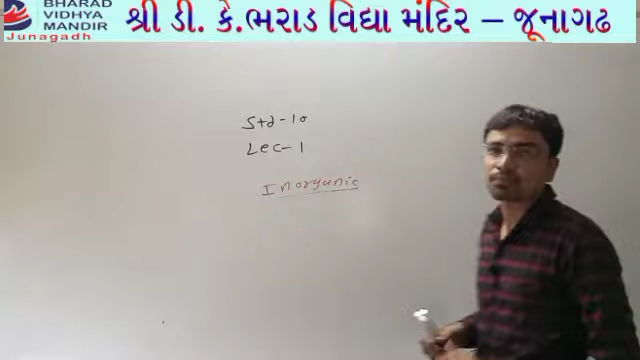 BHARAD
VIDHYA
MANDIR
Junagadh
શ્રી ડી. કે.ભરાડ વિદ્યા મંદિર – જૂનાગઢ
Std-10
Lec-1
Inorganic